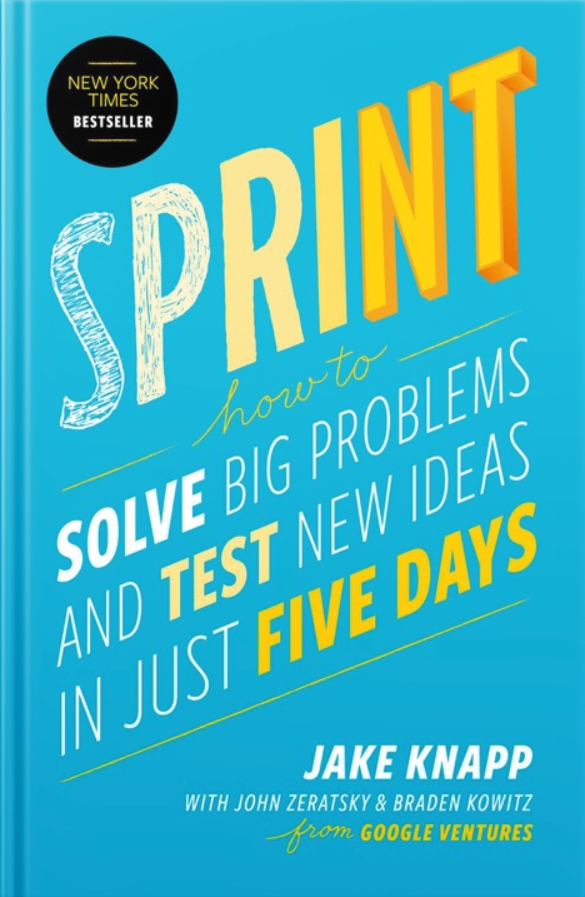 NEW YORK
TIMES
BESTSELLER
SPRINT
how to
SOLVE BIG PROBLEMS
AND TEST NEW IDEAS
IN JUST FIVE DAYS
JAKE KNAPP
WITH JOHN ZERATSKY & BRADEN KOWITZ
from GOOGLE VENTURES